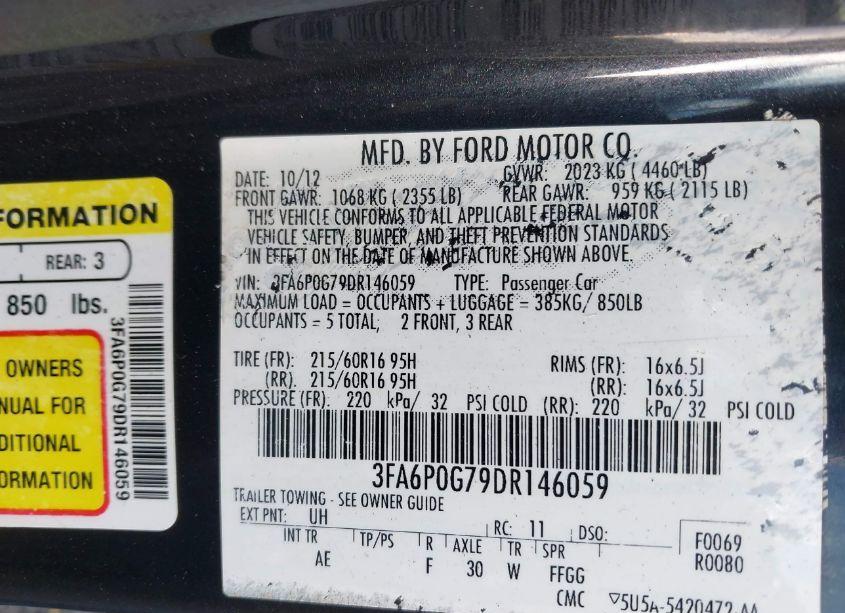 FORMATION
REAR: 3
850 lbs.
OWNERS
NUAL FOR
DITIONAL
FORMATION
3FA6P0G79DR146059
MFD. BY FORD MOTOR CO.
DATE: 10/12 GVWR: 2023 KG ( 4460 LB)
FRONT GAWR: 1068 KG ( 2355 LB) REAR GAWR: 959 KG ( 2115 LB)
THIS VEHICLE CONFORMS TO ALL APPLICABLE FEDERAL MOTOR
VEHICLE SAFETY, BUMPER, AND THEFT PREVENTION STANDARDS
IN EFFECT ON THE DATE OF MANUFACTURE SHOWN ABOVE.
VIN: 3FA6P0G79DR146059 TYPE: Passenger Car
MAXIMUM LOAD = OCCUPANTS + LUGGAGE = 385KG/ 850LB
OCCUPANTS = 5 TOTAL; 2 FRONT, 3 REAR
TIRE (FR): 215/60R16 95H RIMS (FR): 16x6.5J
(RR): 215/60R16 95H (RR): 16x6.5J
PRESSURE (FR): 220 kPa/ 32 PSI COLD (RR): 220 kPa/ 32 PSI COLD
3FA6P0G79DR146059
TRAILER TOWING - SEE OWNER GUIDE
EXT PNT: UH RC: 11 DSO: F0069
INT TR TP/PS R AXLE TR SPR R0080
AE F 30 W FFGG
CMC ▽5U5A-5420472-AA